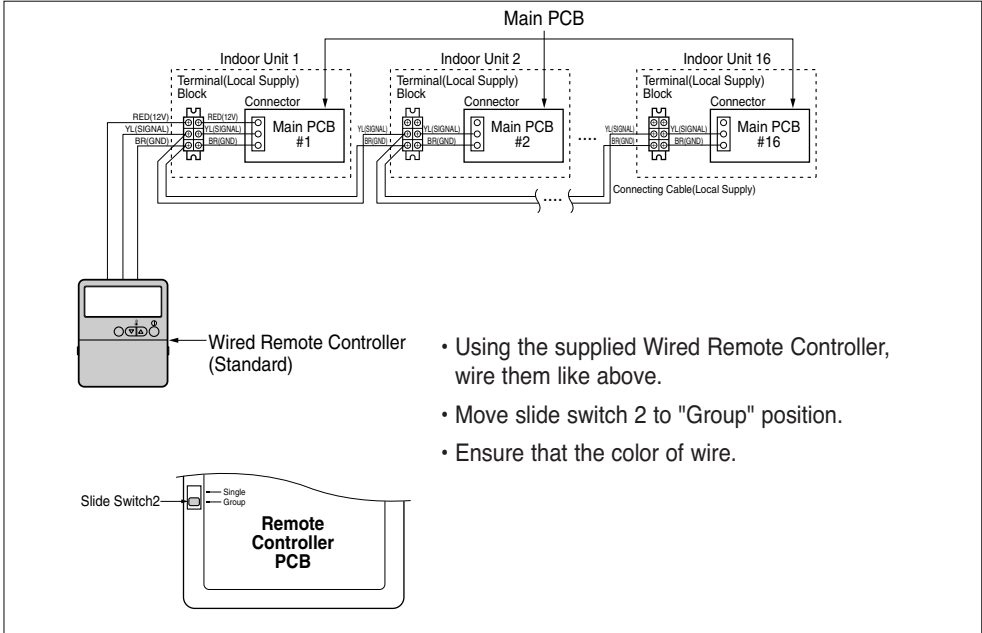 Main PCB
Indoor Unit 1
Indoor Unit 2
Indoor Unit 16
Terminal(Local Supply)
Block
Connector
Terminal(Local Supply)
Block
Connector
Terminal(Local Supply)
Block
Connector
RED(12V)
RED(12V)
YL(SIGNAL)
YL(SIGNAL)
BR(GND)
BR(GND)
Main PCB
#1
YL(SIGNAL)
YL(SIGNAL)
BR(GND)
BR(GND)
Main PCB
#2
....
YL(SIGNAL)
YL(SIGNAL)
BR(GND)
BR(GND)
Main PCB
#16
....
Connecting Cable(Local Supply)
Wired Remote Controller
(Standard)
• Using the supplied Wired Remote Controller,
wire them like above.
• Move slide switch 2 to "Group" position.
• Ensure that the color of wire.
Slide Switch2
Single
Group
Remote
Controller
PCB